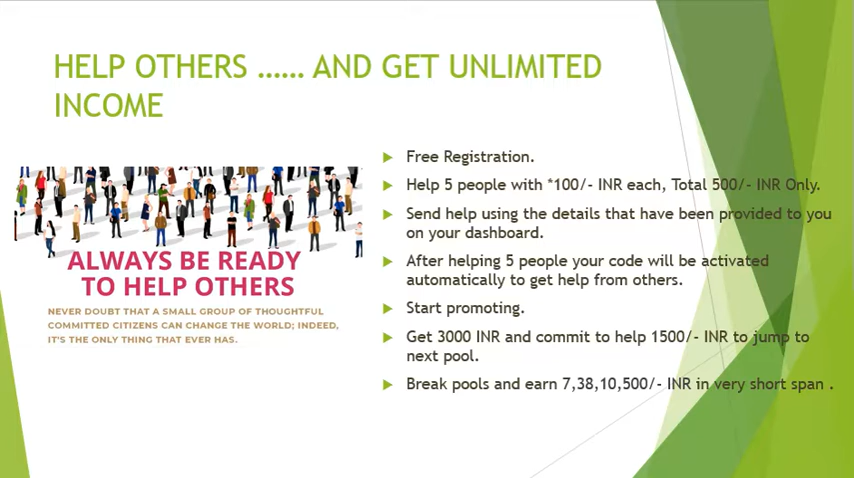 HELP OTHERS ...... AND GET UNLIMITED
INCOME
ALWAYS BE READY
TO HELP OTHERS
NEVER DOUBT THAT A SMALL GROUP OF THOUGHTFUL
COMMITTED CITIZENS CAN CHANGE THE WORLD; INDEED,
IT'S THE ONLY THING THAT EVER HAS.
Free Registration.
Help 5 people with *100/- INR each, Total 500/- INR Only.
Send help using the details that have been provided to you
on your dashboard.
After helping 5 people your code will be activated
automatically to get help from others.
Start promoting.
Get 3000 INR and commit to help 1500/- INR to jump to
next pool.
Break pools and earn 7,38,10,500/- INR in very short span .